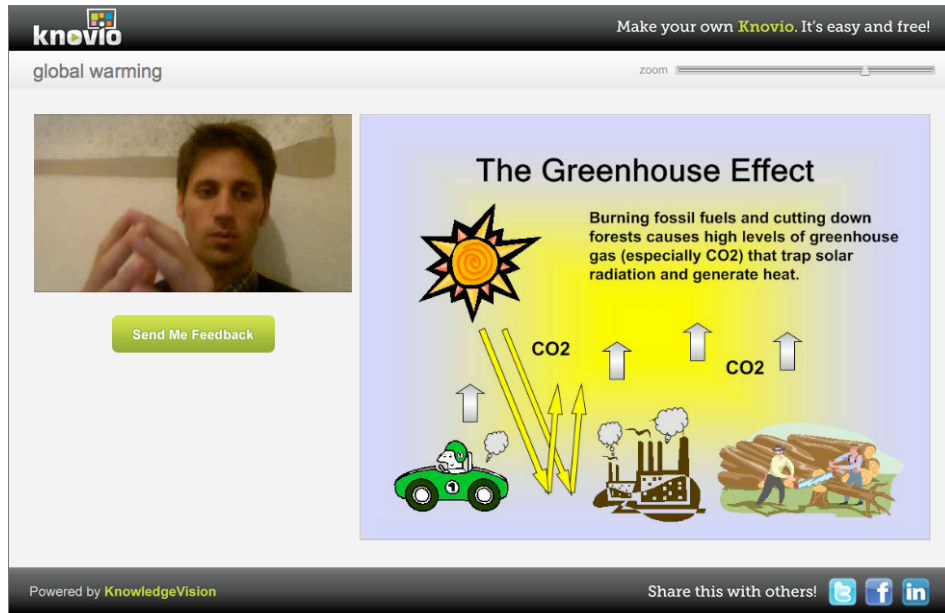 knovio
Make your own Knovio. It's easy and free!
global warming
zoom
The Greenhouse Effect
Burning fossil fuels and cutting down
forests causes high levels of greenhouse
gas (especially CO2) that trap solar
radiation and generate heat.
Send Me Feedback
CO2
CO2
1
Powered by KnowledgeVision
Share this with others!
t
f
in